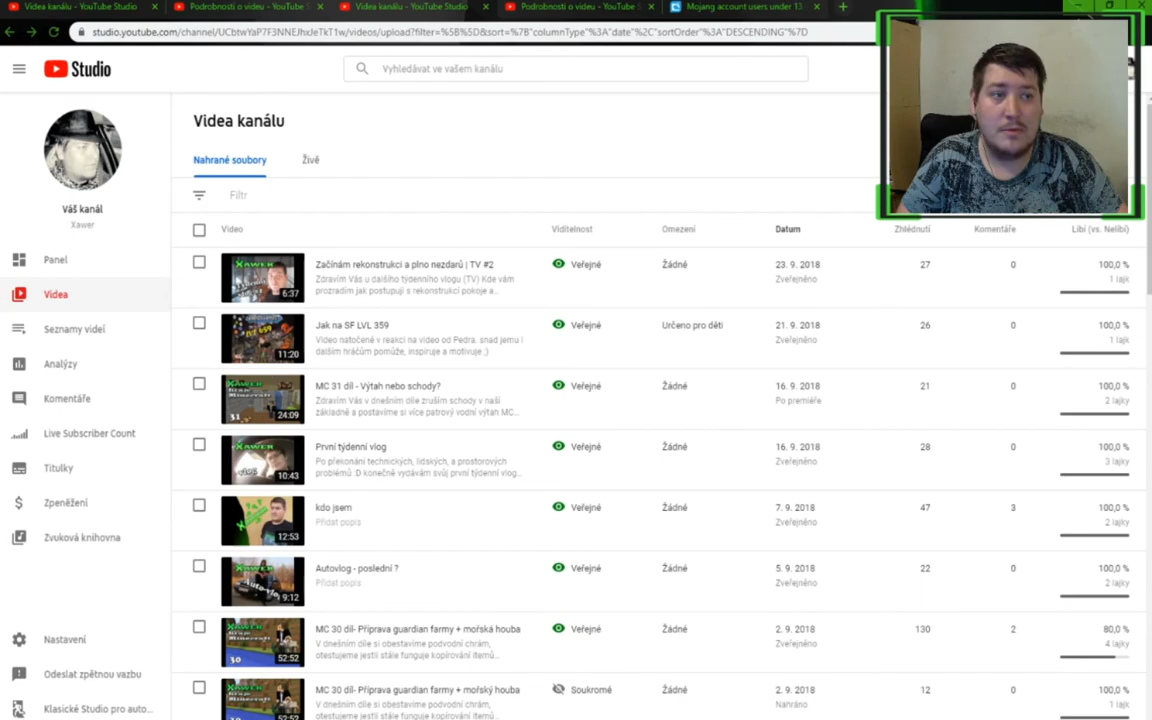 Videa kanálu - YouTube Studio
Podrobnosti o videu - YouTube S
Videa kanálu - YouTube Studio
Podrobnosti o videu - YouTube S
Mojang account users under 13
studio.youtube.com/channel/UCbtwYaP7F3NNEJhxJeTkT1w/videos/upload?filter=%5B%5D&sort=%7B"columnType"%3A"date"%2C"sortOrder"%3A"DESCENDING"%7D
Studio
Vyhledávat ve vašem kanálu
Videa kanálu
Nahrané soubory
Živě
Filtr
Váš kanál
Xawer
Panel
Videa
Seznamy videí
Analýzy
Komentáře
Live Subscriber Count
Titulky
Zpeněžení
Zvuková knihovna
Nastavení
Odeslat zpětnou vazbu
Klasické Studio pro auto...
Video
Viditelnost
Omezení
Datum
Zhlédnutí
Komentáře
Líbí (vs. Nelíbí)
XAWER
6:37
Začínám rekonstrukci a plno nezdarů | TV #2
Zdravím Vás u dalšího týdenního vlogu (TV) Kde vám
prozradím jak postupuji s rekonstrukcí pokoje a...
Veřejné
Žádné
23. 9. 2018
Zveřejněno
27
0
100,0 %
1 lajk
11:20
Jak na SF LVL 359
Video natočené v reakci na video od Pedra. snad jsemu i
dalším hráčům pomůže, inspiruje a motivuje ;)
Veřejné
Určeno pro děti
21. 9. 2018
Zveřejněno
26
0
100,0 %
1 lajk
XAWER
31
24:09
MC 31 díl - Výtah nebo schody?
Zdravím Vás v dnešním díle zruším schody v naší
základně a postavíme si více patrový vodní výtah MC...
Veřejné
Žádné
16. 9. 2018
Po premiéře
21
0
100,0 %
2 lajky
XAWER
10:43
První týdenní vlog
Po překonání technických, lidských, a prostorových
problémů :D konečně vydávám svůj první týdenní vlog...
Veřejné
Žádné
16. 9. 2018
Zveřejněno
28
0
100,0 %
3 lajky
12:53
kdo jsem
Přidat popis
Veřejné
Žádné
7. 9. 2018
Zveřejněno
47
3
100,0 %
2 lajky
9:12
Autovlog - poslední ?
Přidat popis
Veřejné
Žádné
5. 9. 2018
Zveřejněno
22
0
100,0 %
2 lajky
XAWER
30
52:52
MC 30 díl- Příprava guardian farmy + mořská houba
V dnešním díle si obestavíme podvodní chrám,
otestujeme jestli stále funguje kopírování itemů...
Veřejné
Žádné
2. 9. 2018
Zveřejněno
130
2
80,0 %
4 lajky
XAWER
30
MC 30 díl- Příprava guardian farmy + mořský houba
V dnešním díle si obestavíme podvodní chrám,
otestujeme jestli stále funguje kopírování itemů...
Soukromé
Žádné
2. 9. 2018
Nahráno
12
0
100,0 %
1 lajk